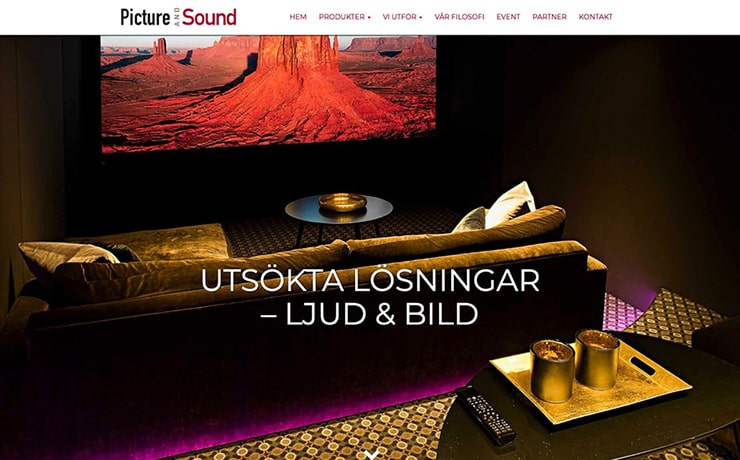 Picture AND Sound
HEM PRODUKTER VI UTFÖR VÅR FILOSOFI EVENT PARTNER KONTAKT
UTSÖKTA LÖSNINGAR
– LJUD & BILD